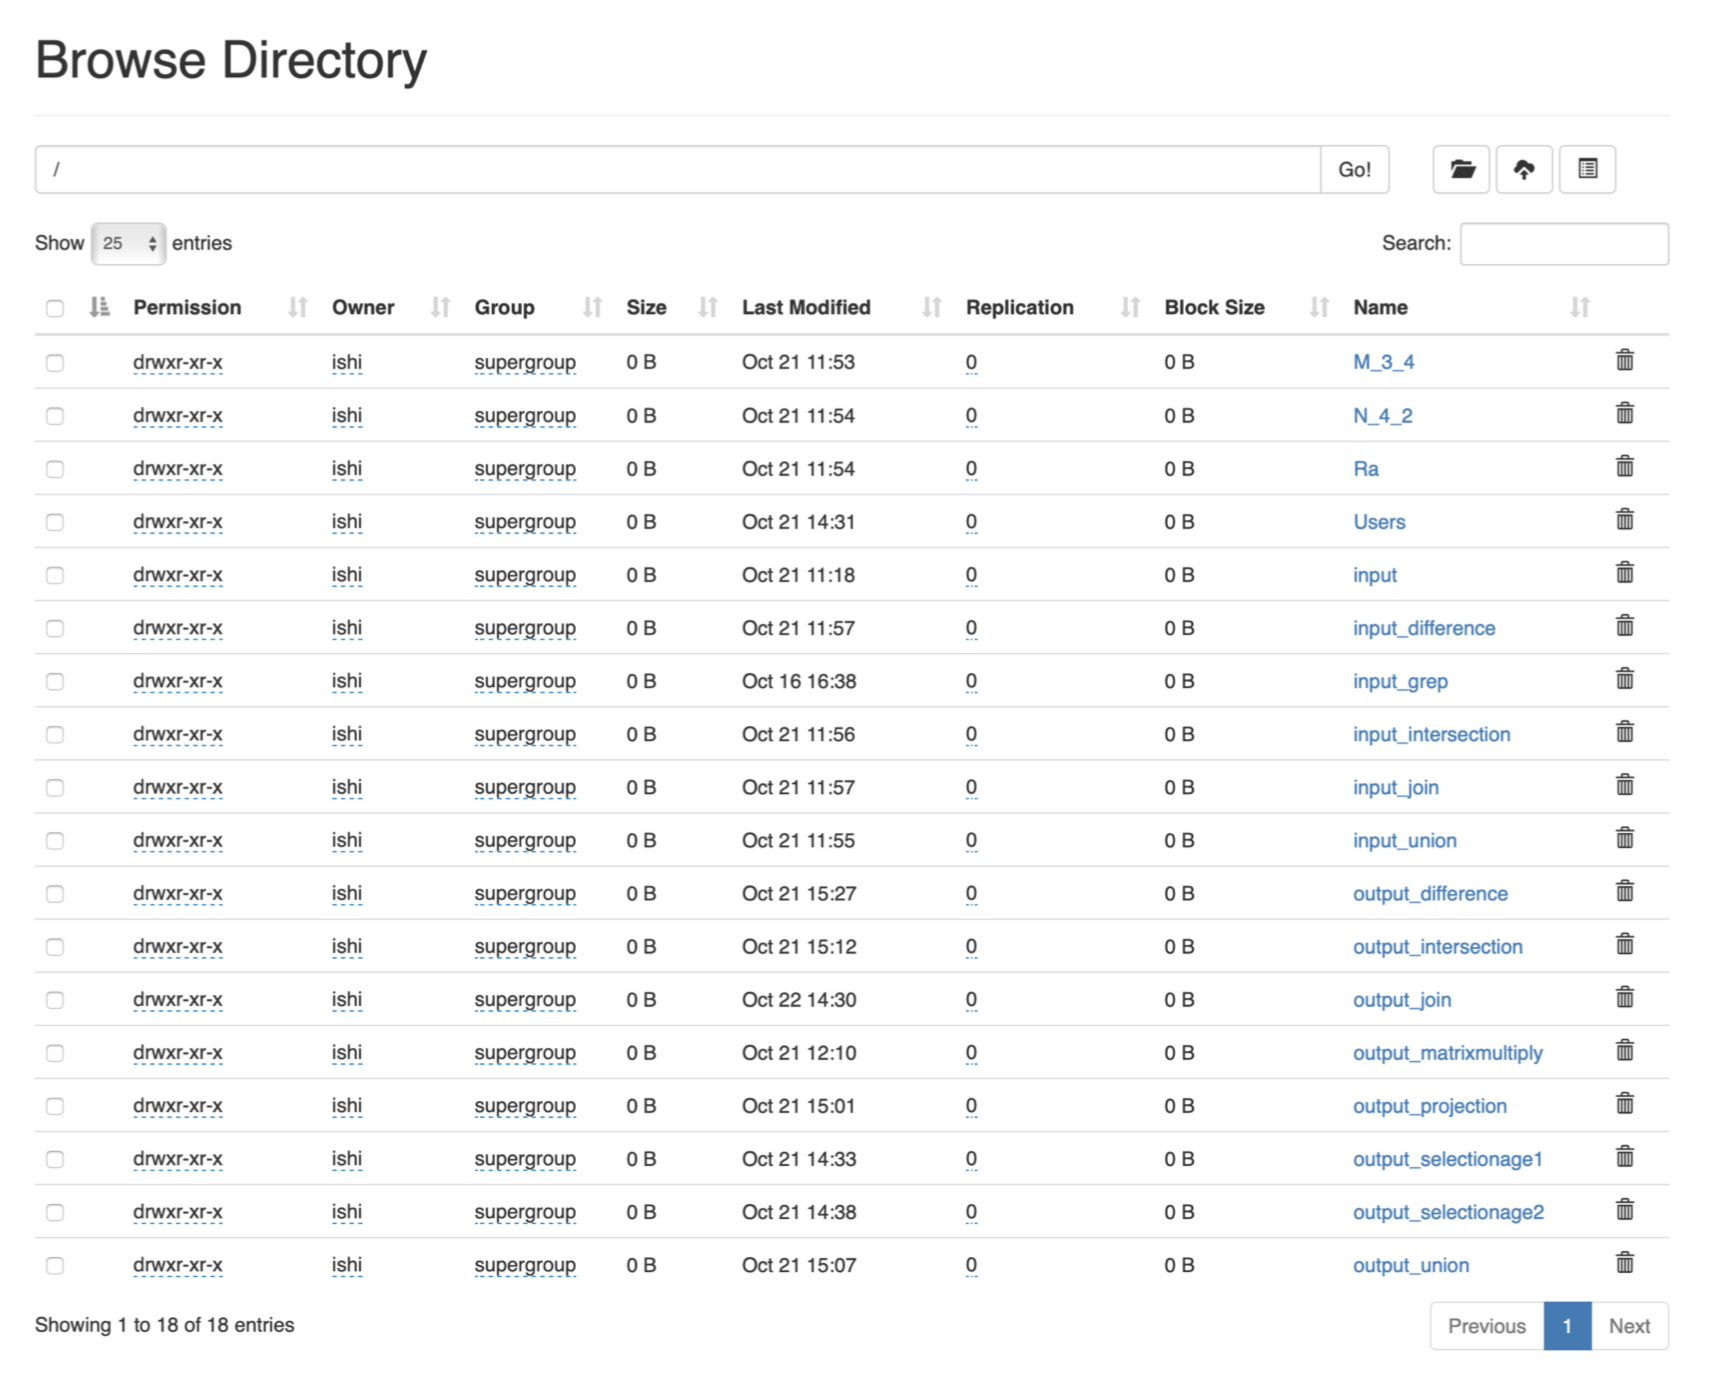 Browse Directory
/ Go!
Show 25 entries Search:
Permission Owner Group Size Last Modified Replication Block Size Name
drwxr-xr-x ishi supergroup 0 B Oct 21 11:53 0 0 B M_3_4
drwxr-xr-x ishi supergroup 0 B Oct 21 11:54 0 0 B N_4_2
drwxr-xr-x ishi supergroup 0 B Oct 21 11:54 0 0 B Ra
drwxr-xr-x ishi supergroup 0 B Oct 21 14:31 0 0 B Users
drwxr-xr-x ishi supergroup 0 B Oct 21 11:18 0 0 B input
drwxr-xr-x ishi supergroup 0 B Oct 21 11:57 0 0 B input_difference
drwxr-xr-x ishi supergroup 0 B Oct 16 16:38 0 0 B input_grep
drwxr-xr-x ishi supergroup 0 B Oct 21 11:56 0 0 B input_intersection
drwxr-xr-x ishi supergroup 0 B Oct 21 11:57 0 0 B input_join
drwxr-xr-x ishi supergroup 0 B Oct 21 11:55 0 0 B input_union
drwxr-xr-x ishi supergroup 0 B Oct 21 15:27 0 0 B output_difference
drwxr-xr-x ishi supergroup 0 B Oct 21 15:12 0 0 B output_intersection
drwxr-xr-x ishi supergroup 0 B Oct 22 14:30 0 0 B output_join
drwxr-xr-x ishi supergroup 0 B Oct 21 12:10 0 0 B output_matrixmultiply
drwxr-xr-x ishi supergroup 0 B Oct 21 15:01 0 0 B output_projection
drwxr-xr-x ishi supergroup 0 B Oct 21 14:33 0 0 B output_selectionage1
drwxr-xr-x ishi supergroup 0 B Oct 21 14:38 0 0 B output_selectionage2
drwxr-xr-x ishi supergroup 0 B Oct 21 15:07 0 0 B output_union
Showing 1 to 18 of 18 entries Previous 1 Next